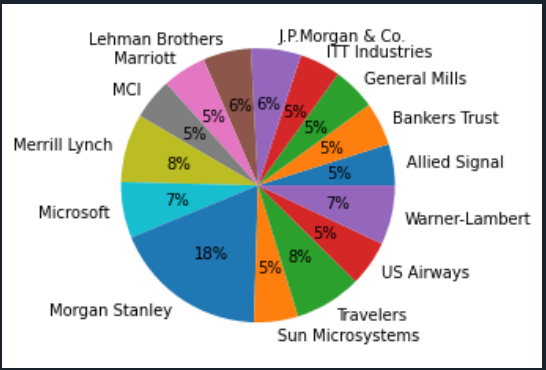 J.P.Morgan & Co.
Lehman Brothers
ITT Industries
Marriott
General Mills
MCI
6%
6%
5%
5%
5%
5%
Bankers Trust
Merrill Lynch
5%
8%
Allied Signal
5%
Microsoft
7%
7%
Warner-Lambert
5%
18%
8%
5%
US Airways
Morgan Stanley
Travelers
Sun Microsystems